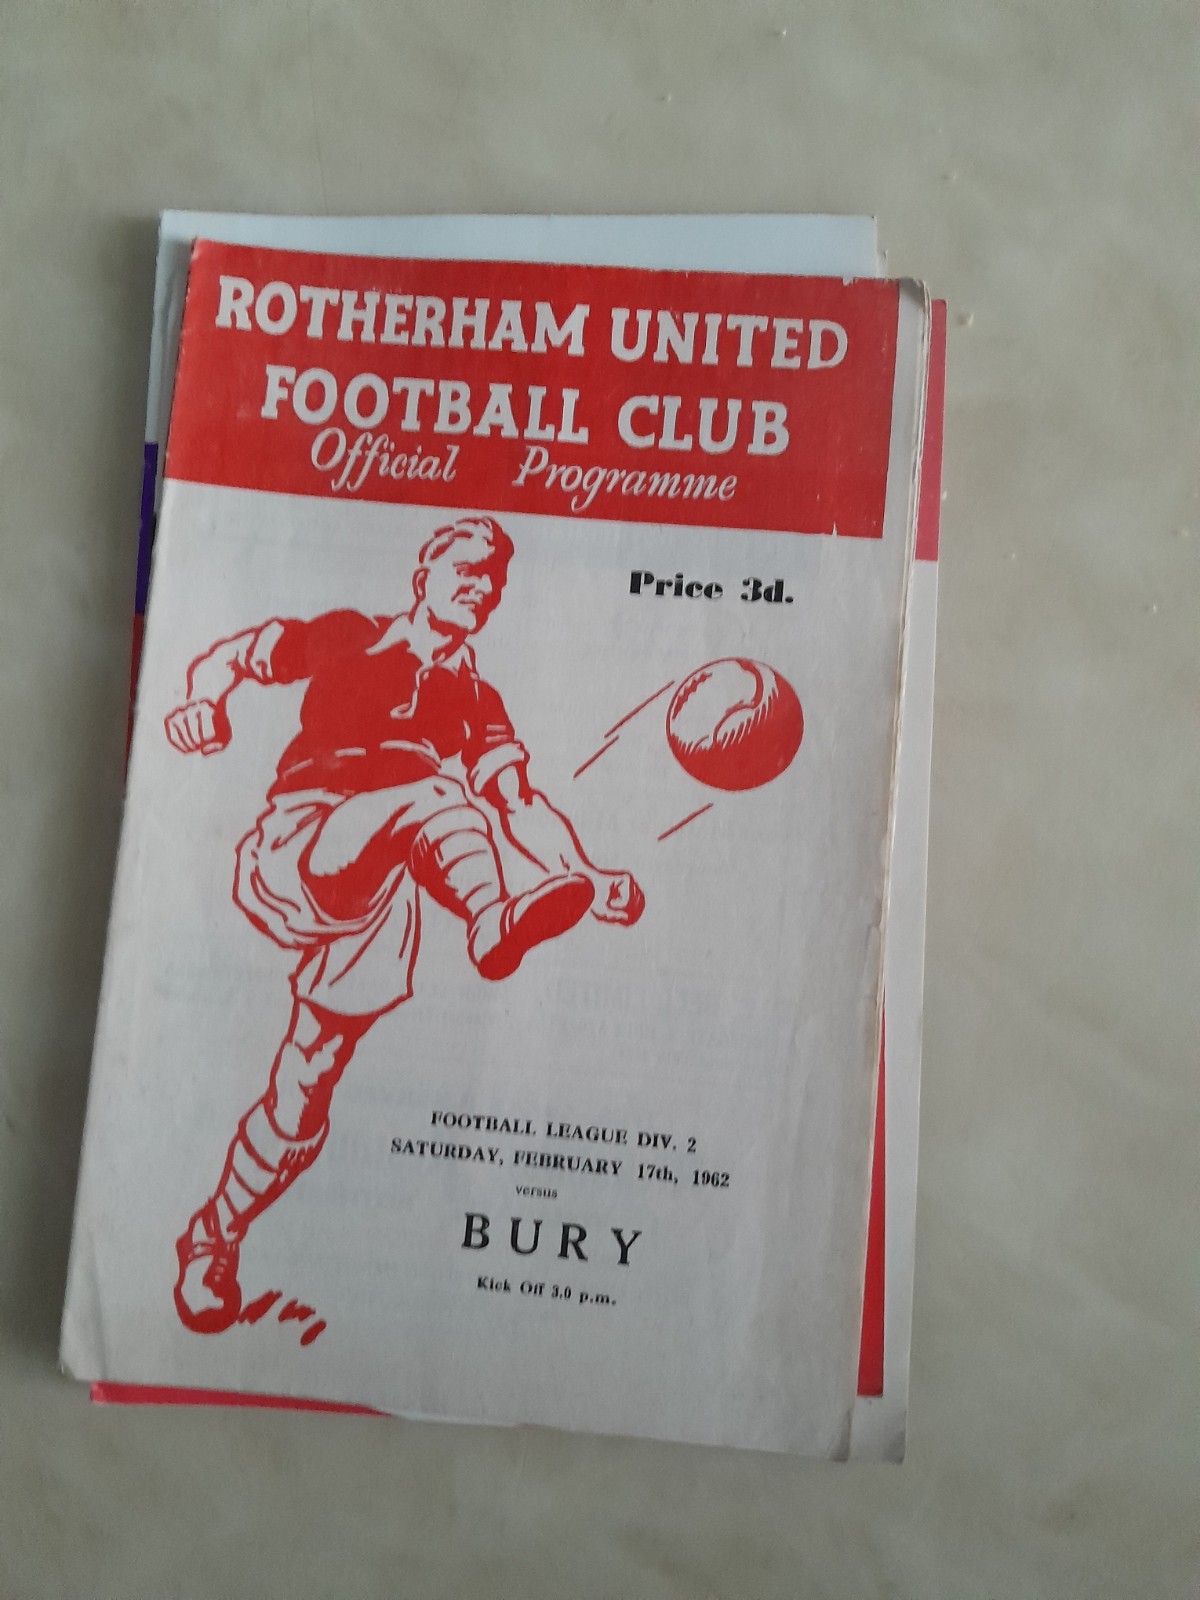 ROTHERHAM UNITED
FOOTBALL CLUB
Official Programme
Price 3d.
FOOTBALL LEAGUE DIV. 2
SATURDAY, FEBRUARY 17th, 1962
versus
BURY
Kick Off 3.0 p.m.